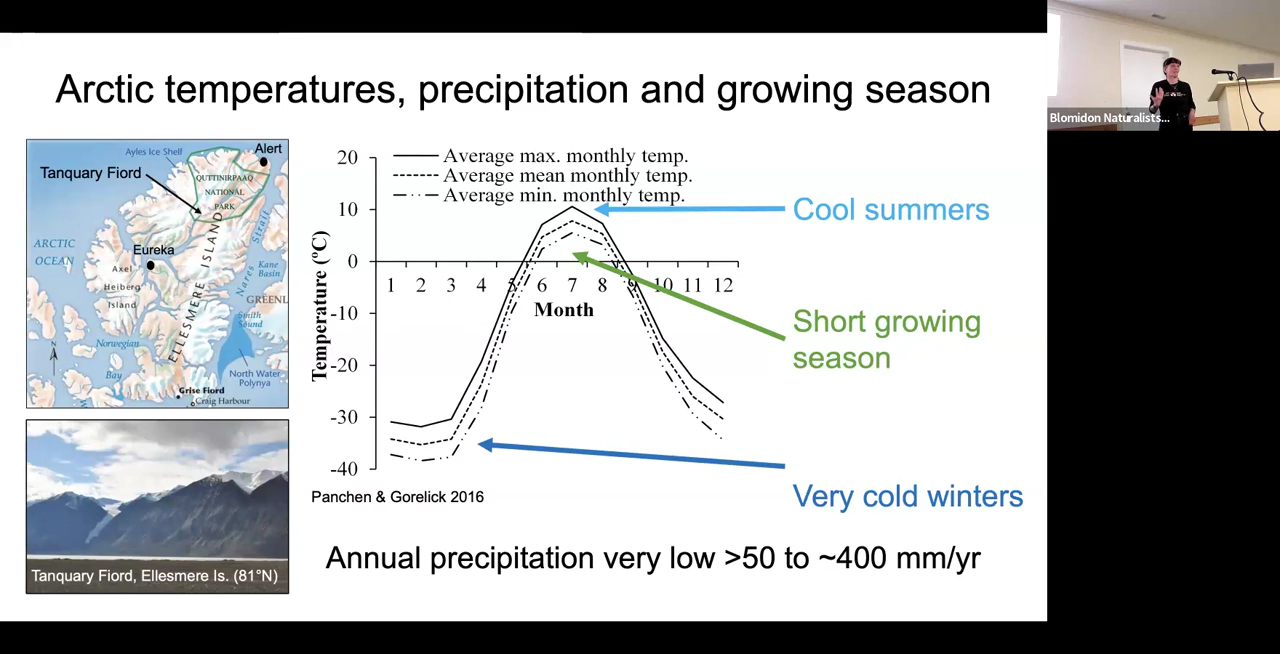 Arctic temperatures, precipitation and growing season
Blomidon Naturalists...
Ayles Ice Shelf
Alert
Tanquary Fiord
QUTTINIRPAAQ
NATIONAL
PARK
ARCTIC
OCEAN
Eureka
Axel
Heiberg
Island
ELLESMERE ISLAND
Nares Strait
Kane
Basin
GREENL
Smith
Sound
N
Norwegian
Bay
North Water
Polynya
Grise Fiord
Craig Harbour
Tanquary Fiord, Ellesmere Is. (81°N)
Average max. monthly temp.
Average mean monthly temp.
Average min. monthly temp.
Temperature (ºC)
20
10
0
-10
-20
-30
-40
1 2 3 4 5 6 7 8 9 10 11 12
Month
Cool summers
Short growing
season
Very cold winters
Panchen & Gorelick 2016
Annual precipitation very low >50 to ~400 mm/yr